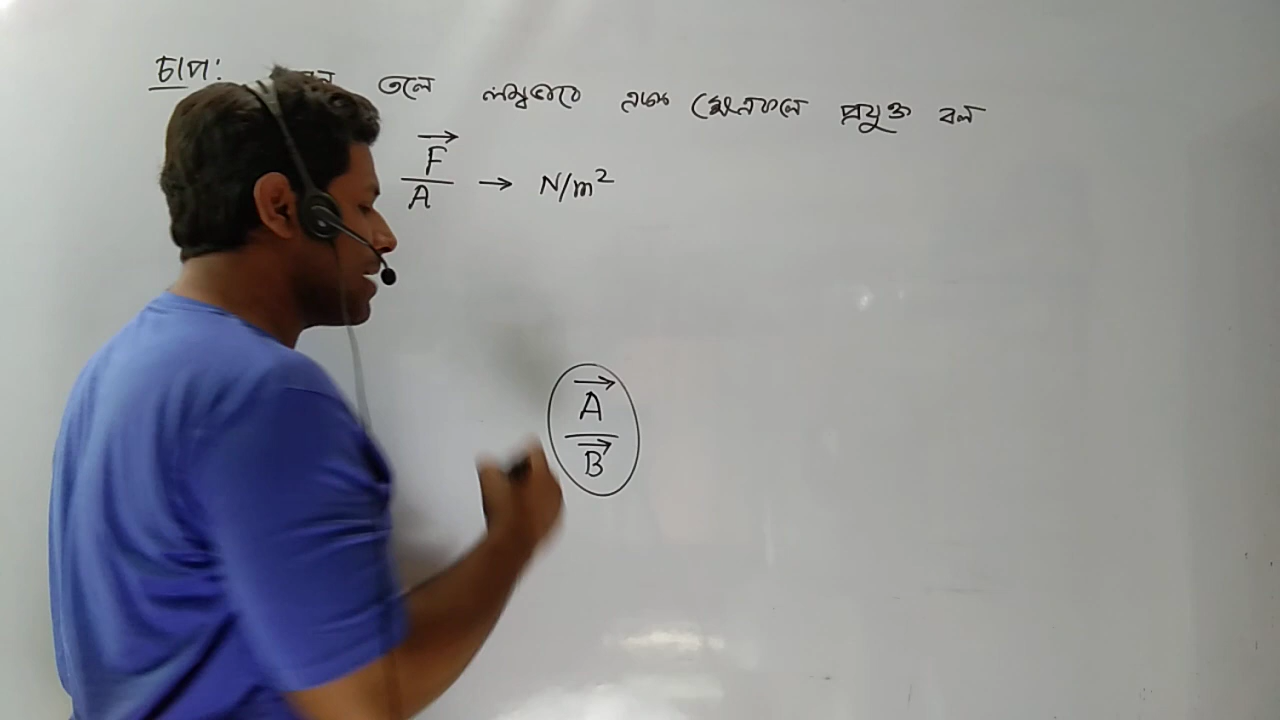 চাপ: তলে লম্বভাবে একক ক্ষেত্রফলে প্রযুক্ত বল
F→ / A → N/m²
A→ / B→